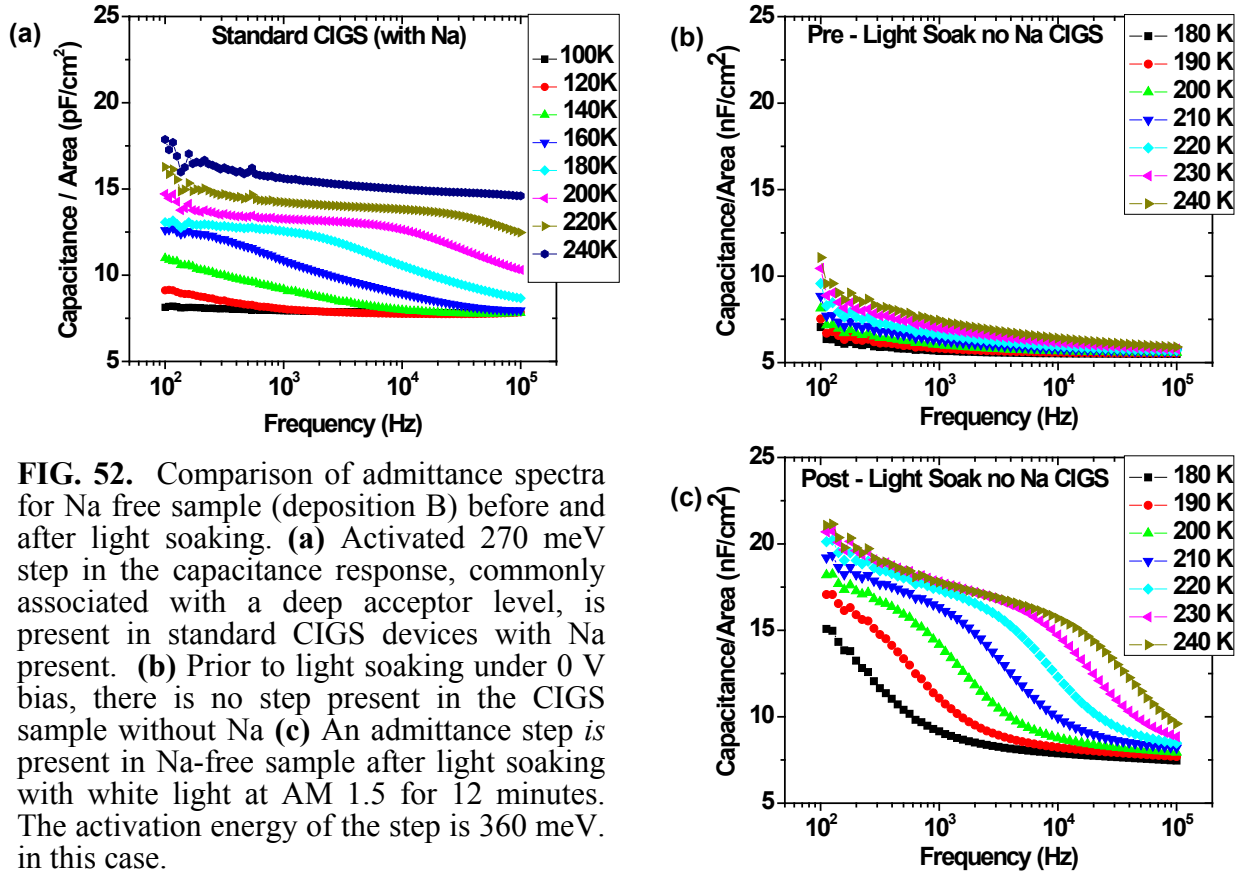 (a)
Standard CIGS (with Na)
100K
120K
140K
160K
180K
200K
220K
240K
25
20
15
10
5
Capacitance / Area (pF/cm²)
10² 10³ 10⁴ 10⁵
Frequency (Hz)
(b)
Pre - Light Soak no Na CIGS
180 K
190 K
200 K
210 K
220 K
230 K
240 K
25
20
15
10
5
Capacitance/Area (nF/cm²)
10² 10³ 10⁴ 10⁵
Frequency (Hz)
FIG. 52. Comparison of admittance spectra
for Na free sample (deposition B) before and
after light soaking. (a) Activated 270 meV
step in the capacitance response, commonly
associated with a deep acceptor level, is
present in standard CIGS devices with Na
present. (b) Prior to light soaking under 0 V
bias, there is no step present in the CIGS
sample without Na (c) An admittance step is
present in Na-free sample after light soaking
with white light at AM 1.5 for 12 minutes.
The activation energy of the step is 360 meV.
in this case.
(c)
Post - Light Soak no Na CIGS
180 K
190 K
200 K
210 K
220 K
230 K
240 K
25
20
15
10
5
Capacitance/Area (nF/cm²)
10² 10³ 10⁴ 10⁵
Frequency (Hz)